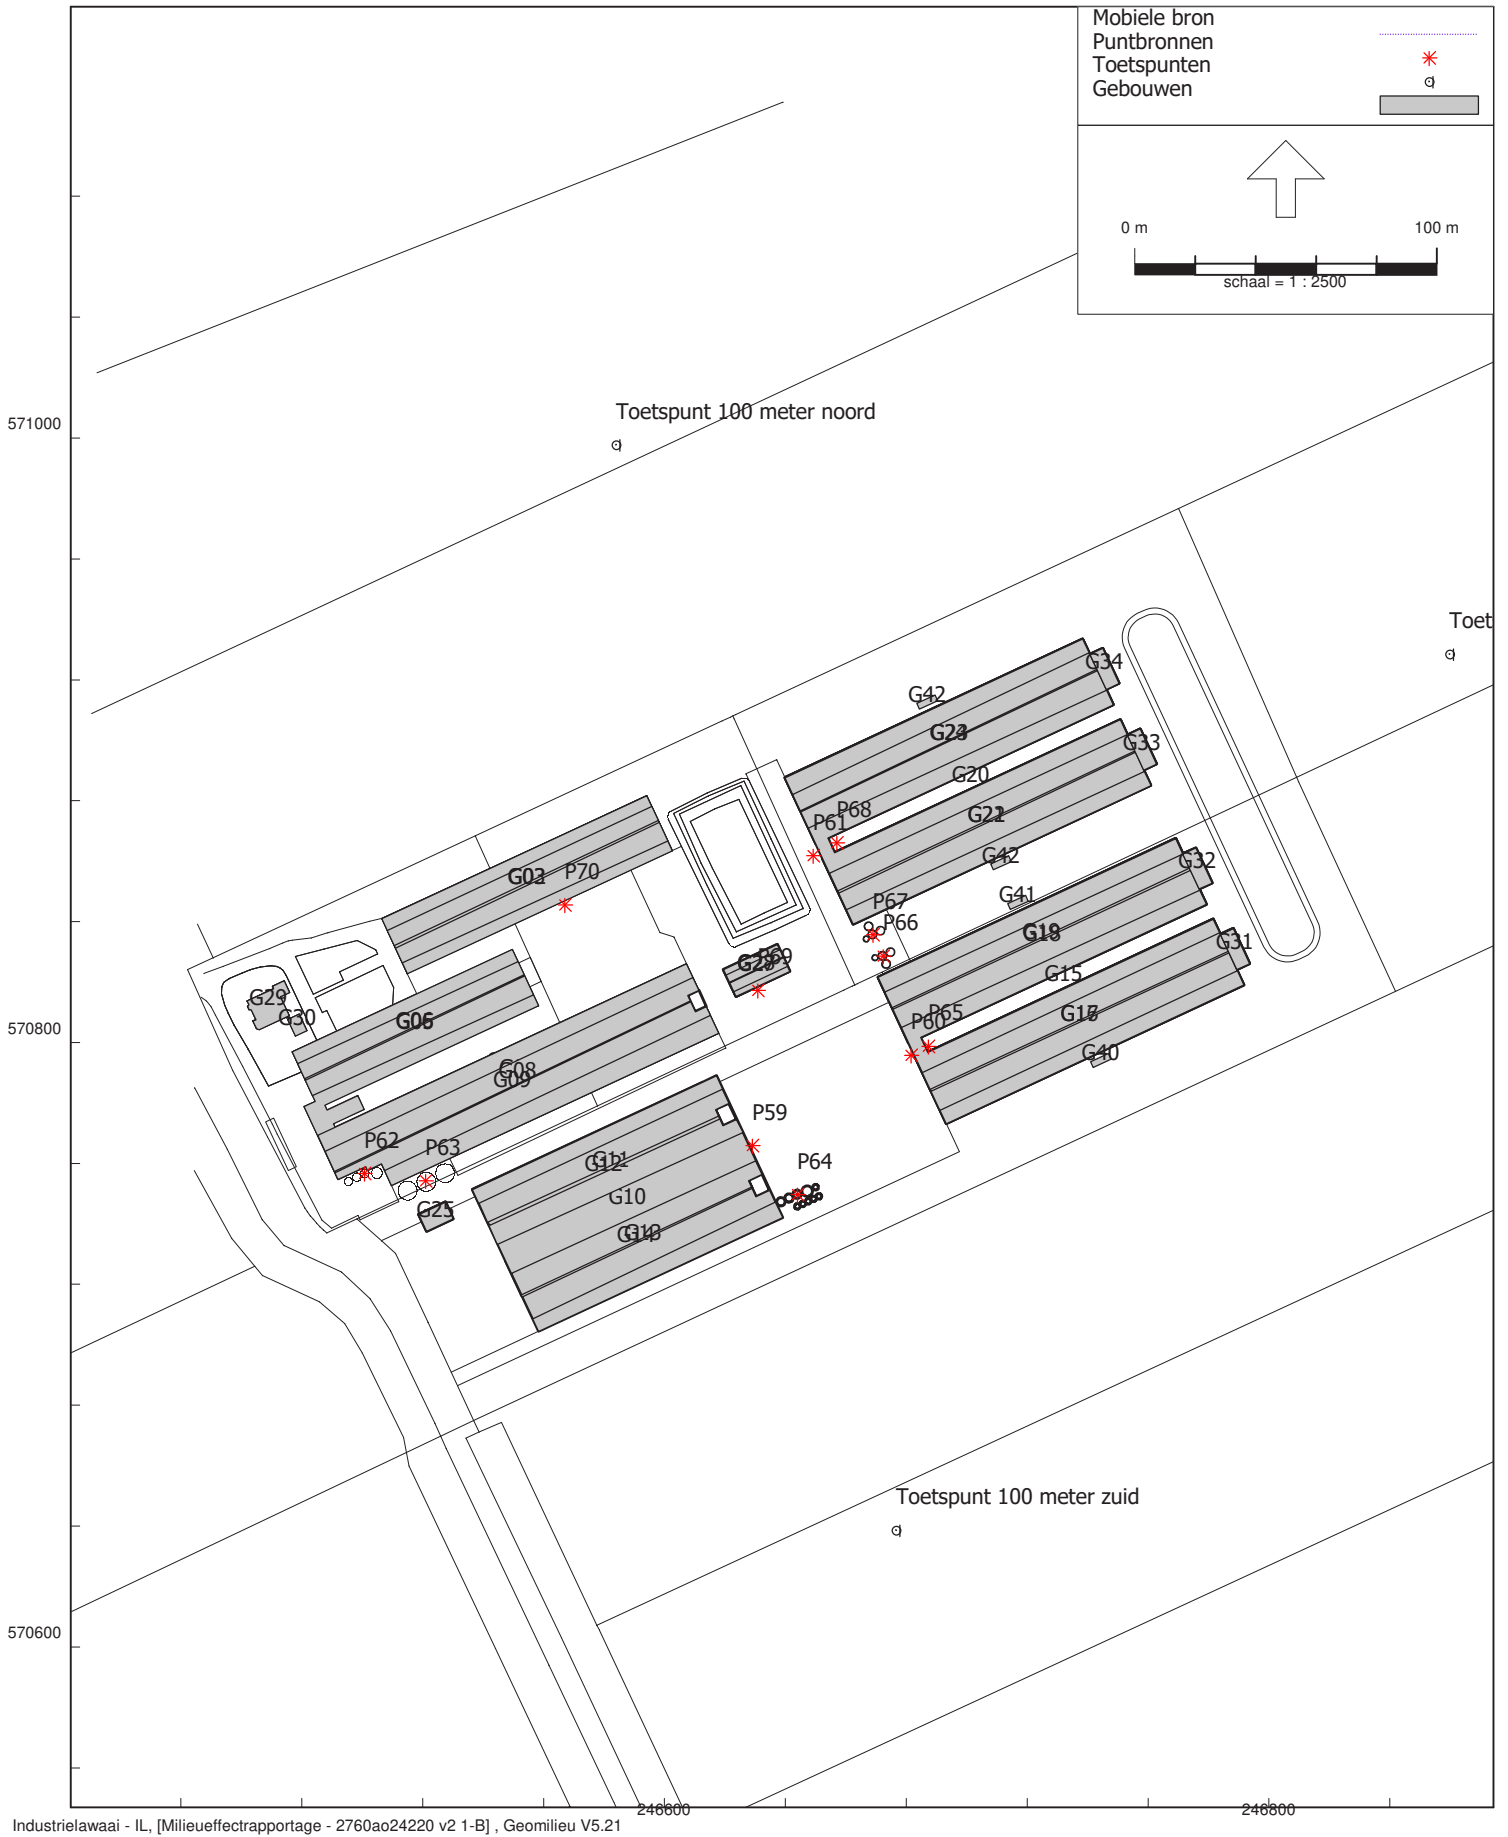 Mobiele bron
Puntbronnen
Toetspunten
Gebouwen
0 m 100 m
schaal = 1 : 2500
571000
Toetspunt 100 meter noord
Toet
G34
G42
G33
G20
P68
P61
G42
G32
P70
G41
P67
P66
G31
G15
G29
G30
P65
P60
570800
G40
G08
G09
P59
P62
P63
P64
G12
G10
G25
Toetspunt 100 meter zuid
570600
246600 246800
Industrielawaai - IL, [Milieueffectrapportage - 2760ao24220 v2 1-B] , Geomilieu V5.21